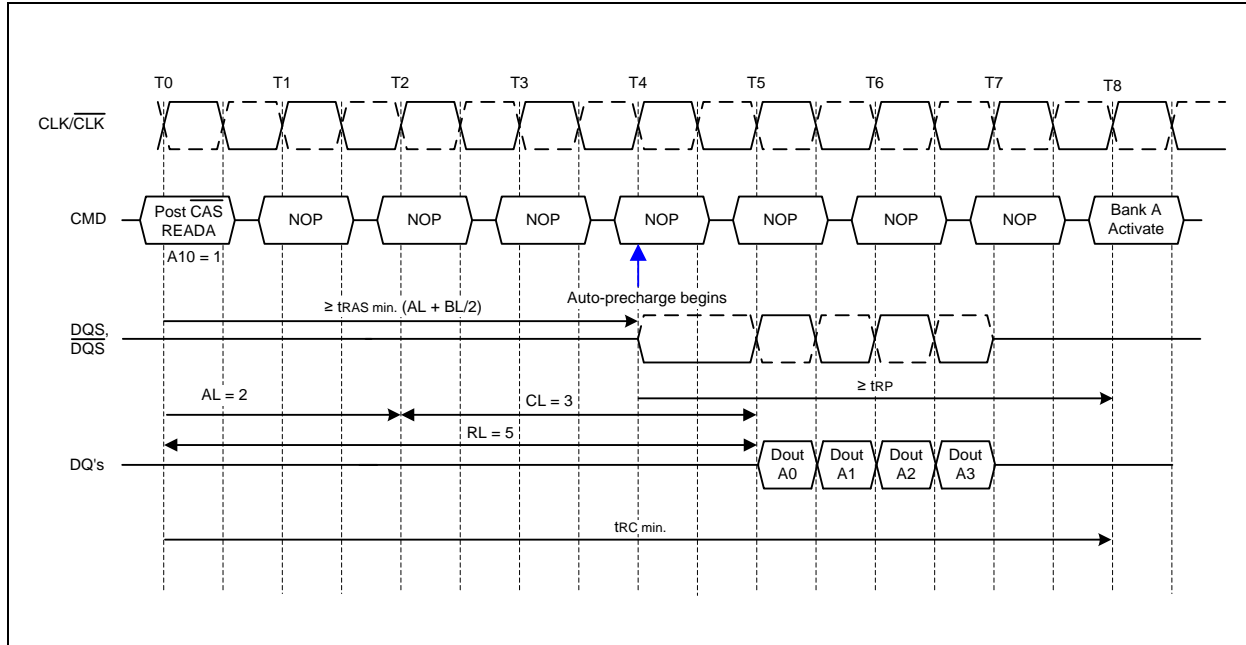 T0 T1 T2 T3 T4 T5 T6 T7 T8
CLK/CLK
CMD
Post CAS
READA
NOP
NOP
NOP
NOP
NOP
NOP
NOP
Bank A
Activate
A10 = 1
Auto-precharge begins
≥ tRAS min. (AL + BL/2)
DQS,
DQS
≥ tRP
AL = 2
CL = 3
RL = 5
DQ's
Dout
A0
Dout
A1
Dout
A2
Dout
A3
tRC min.